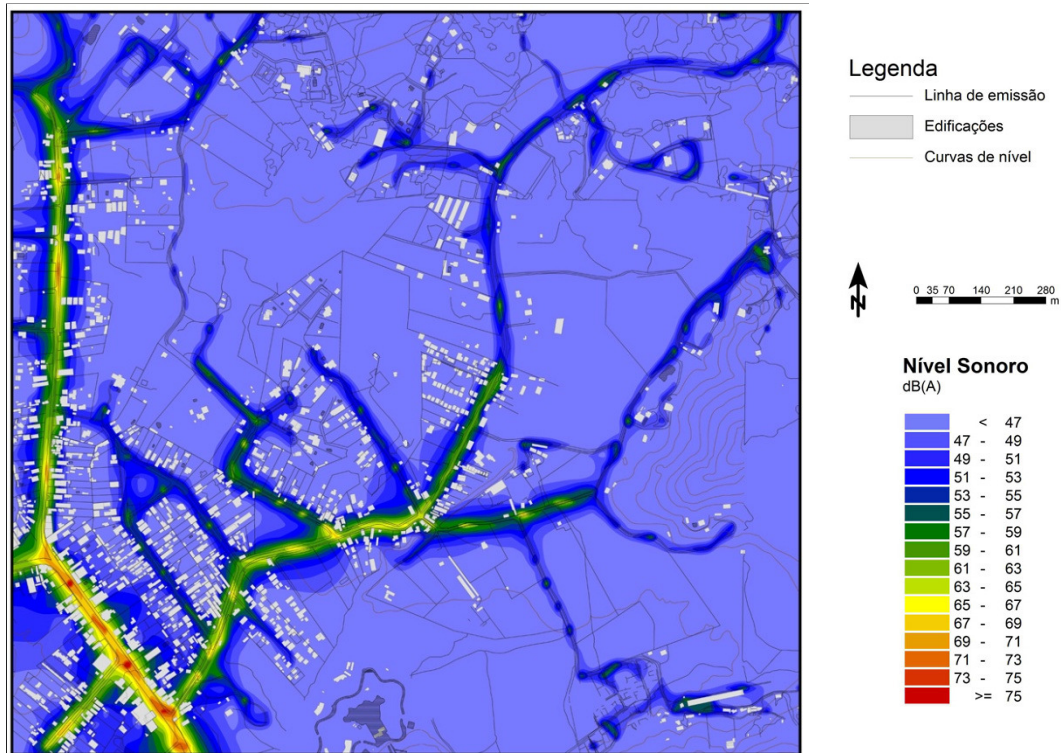 Legenda
Linha de emissão
Edificações
Curvas de nível
N
0 35 70 140 210 280
m
Nível Sonoro
dB(A)
< 47
47 - 49
49 - 51
51 - 53
53 - 55
55 - 57
57 - 59
59 - 61
61 - 63
63 - 65
65 - 67
67 - 69
69 - 71
71 - 73
73 - 75
>= 75